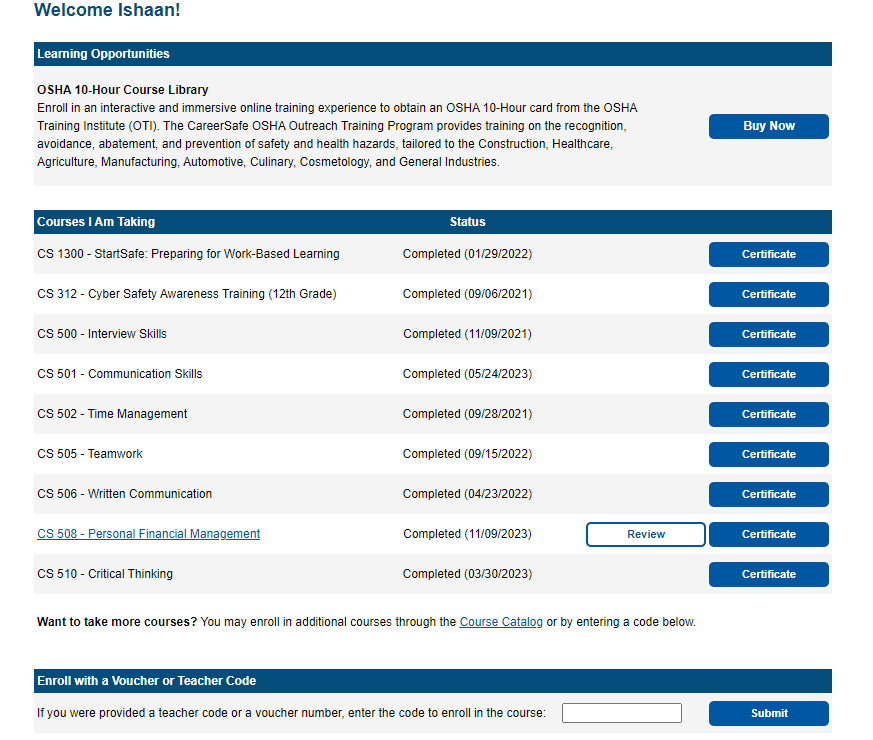 Welcome Ishaan!
Learning Opportunities
OSHA 10-Hour Course Library
Enroll in an interactive and immersive online training experience to obtain an OSHA 10-Hour card from the OSHA
Training Institute (OTI). The CareerSafe OSHA Outreach Training Program provides training on the recognition,
avoidance, abatement, and prevention of safety and health hazards, tailored to the Construction, Healthcare,
Agriculture, Manufacturing, Automotive, Culinary, Cosmetology, and General Industries.
Buy Now
Courses I Am Taking Status
CS 1300 - StartSafe: Preparing for Work-Based Learning Completed (01/29/2022) Certificate
CS 312 - Cyber Safety Awareness Training (12th Grade) Completed (09/06/2021) Certificate
CS 500 - Interview Skills Completed (11/09/2021) Certificate
CS 501 - Communication Skills Completed (05/24/2023) Certificate
CS 502 - Time Management Completed (09/28/2021) Certificate
CS 505 - Teamwork Completed (09/15/2022) Certificate
CS 506 - Written Communication Completed (04/23/2022) Certificate
CS 508 - Personal Financial Management Completed (11/09/2023) Review Certificate
CS 510 - Critical Thinking Completed (03/30/2023) Certificate
Want to take more courses? You may enroll in additional courses through the Course Catalog or by entering a code below.
Enroll with a Voucher or Teacher Code
If you were provided a teacher code or a voucher number, enter the code to enroll in the course: Submit